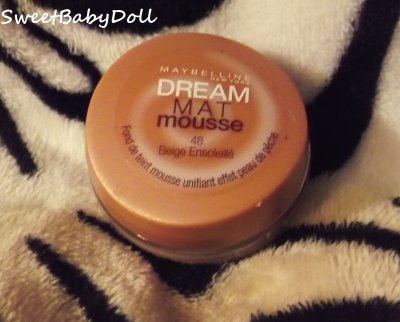 SweetBabyDoll
MAYBELLINE
NEW YORK
DREAM
MAT
mousse
48
Beige Ensoleillé
Fond de teint mousse unifiant effet peau de pêche